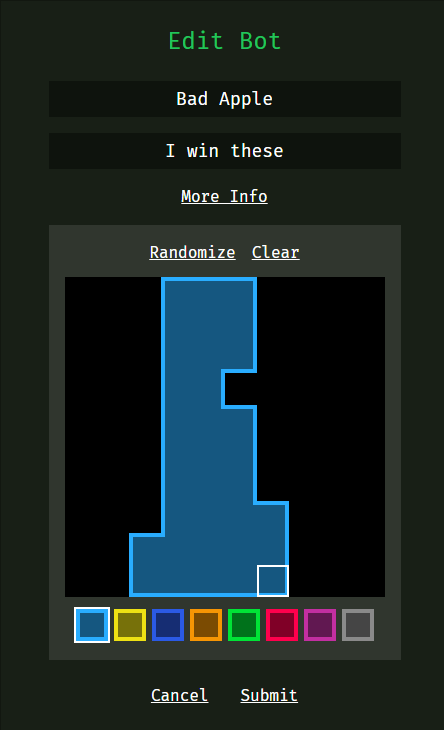 Edit Bot
Bad Apple
I win these
More Info
Randomize Clear
Cancel Submit